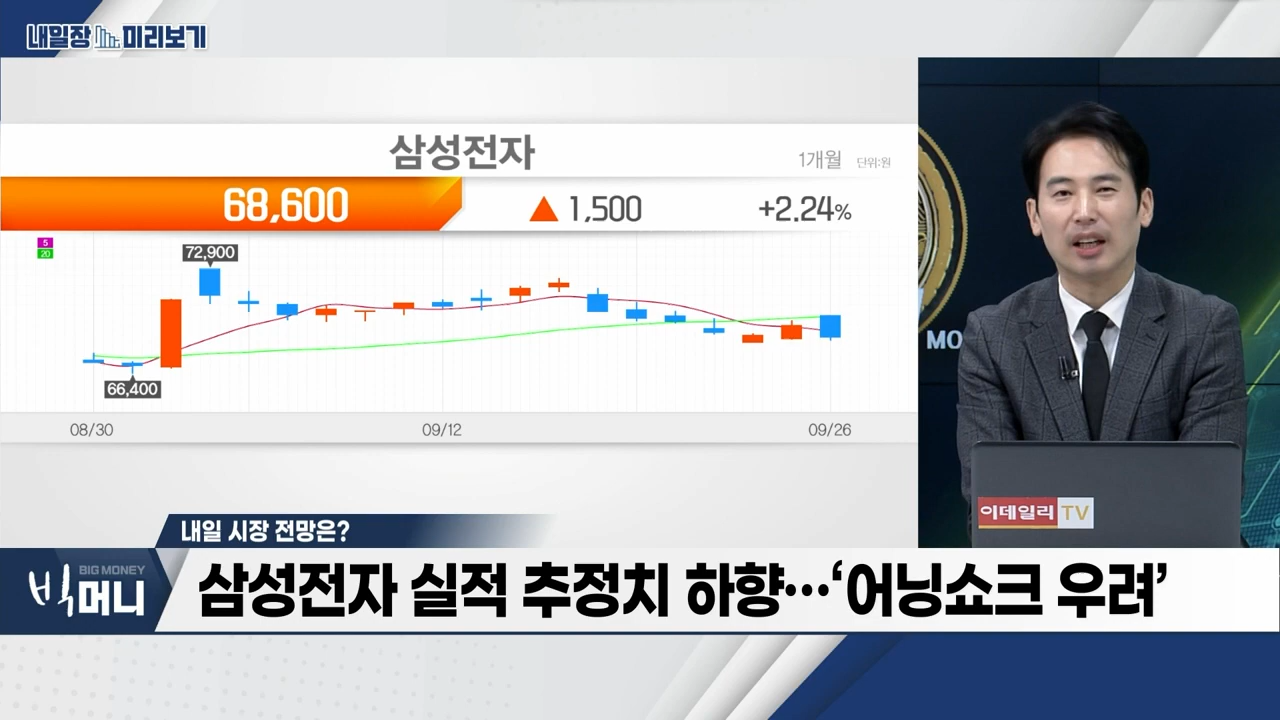 내일장 미리보기
삼성전자
1개월 단위:원
68,600 ▲ 1,500 +2.24%
5
20
72,900
66,400
08/30 09/12 09/26
MO
이데일리 TV
내일 시장 전망은?
BIG MONEY
빅머니
삼성전자 실적 추정치 하향…‘어닝쇼크 우려’